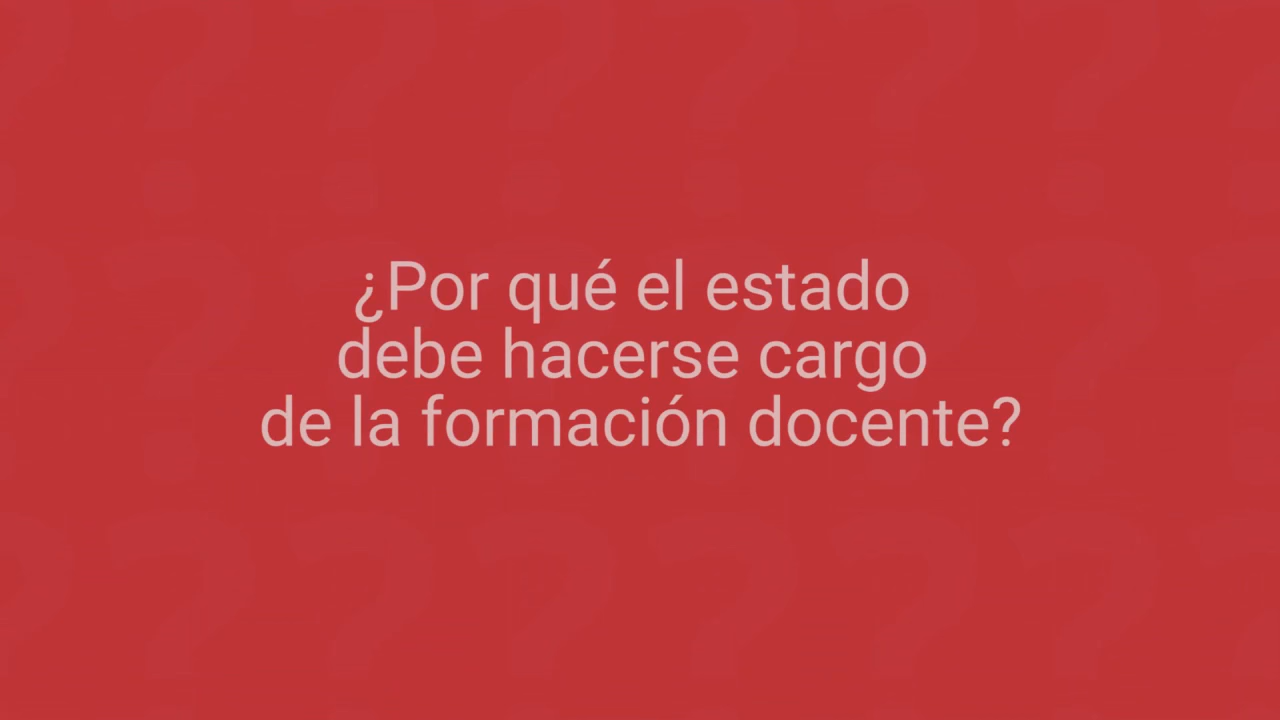 ¿Por qué el estado
debe hacerse cargo
de la formación docente?